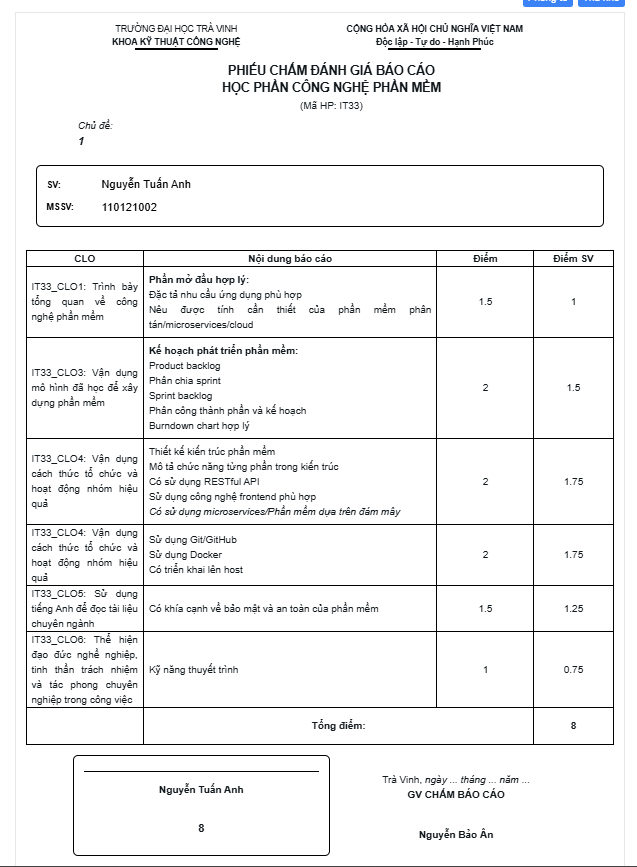 TRƯỜNG ĐẠI HỌC TRÀ VINH
KHOA KỸ THUẬT CÔNG NGHỆ
CỘNG HÒA XÃ HỘI CHỦ NGHĨA VIỆT NAM
Độc lập - Tự do - Hạnh Phúc
PHIẾU CHẤM ĐÁNH GIÁ BÁO CÁO
HỌC PHẦN CÔNG NGHỆ PHẦN MỀM
(Mã HP: IT33)
Chủ đề:
1
SV: Nguyễn Tuấn Anh
MSSV: 110121002
CLO Nội dung báo cáo Điểm Điểm SV
IT33_CLO1: Trình bày
tổng quan về công
nghệ phần mềm
Phần mở đầu hợp lý:
Đặc tả nhu cầu ứng dụng phù hợp
Nêu được tính cần thiết của phần mềm phân
tán/microservices/cloud
1.5
1
IT33_CLO3: Vận dụng
mô hình đã học để xây
dựng phần mềm
Kế hoạch phát triển phần mềm:
Product backlog
Phân chia sprint
Sprint backlog
Phân công thành phần và kế hoạch
Burndown chart hợp lý
2
1.5
IT33_CLO4: Vận dụng
cách thức tổ chức và
hoạt động nhóm hiệu
quả
Thiết kế kiến trúc phần mềm
Mô tả chức năng từng phần trong kiến trúc
Có sử dụng RESTful API
Sử dụng công nghệ frontend phù hợp
Có sử dụng microservices/Phần mềm dựa trên đám mây
2
1.75
IT33_CLO4: Vận dụng
cách thức tổ chức và
hoạt động nhóm hiệu
quả
Sử dụng Git/GitHub
Sử dụng Docker
Có triển khai lên host
2
1.75
IT33_CLO5: Sử dụng
tiếng Anh để đọc tài liệu
chuyên ngành
Có khía cạnh về bảo mật và an toàn của phần mềm
1.5
1.25
IT33_CLO6: Thể hiện
đạo đức nghề nghiệp,
tinh thần trách nhiệm
và tác phong chuyên
nghiệp trong công việc
Kỹ năng thuyết trình
1
0.75
Tổng điểm: 8
Nguyễn Tuấn Anh
8
Trà Vinh, ngày ... tháng ... năm ...
GV CHẤM BÁO CÁO
Nguyễn Bảo Ân